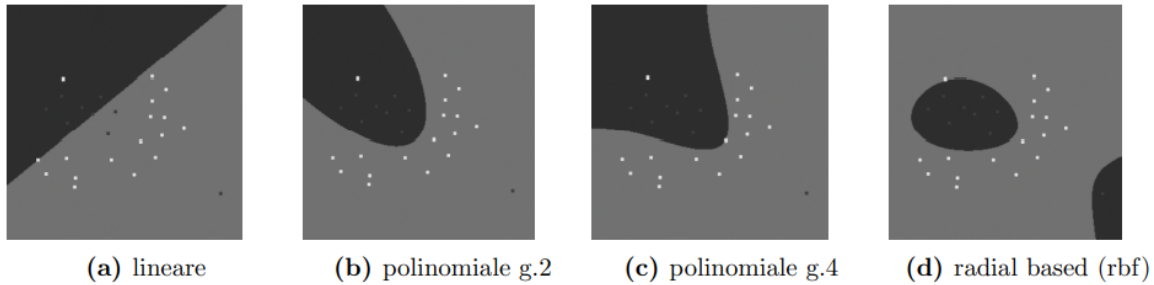 (a) lineare
(b) polinomiale g.2
(c) polinomiale g.4
(d) radial based (rbf)